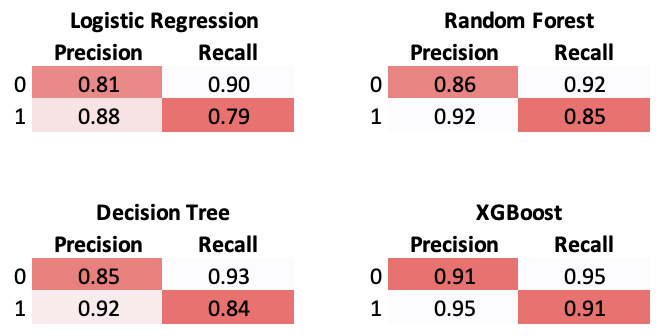 Logistic Regression
Precision Recall
0 0.81 0.90
1 0.88 0.79
Random Forest
Precision Recall
0 0.86 0.92
1 0.92 0.85
Decision Tree
Precision Recall
0 0.85 0.93
1 0.92 0.84
XGBoost
Precision Recall
0 0.91 0.95
1 0.95 0.91